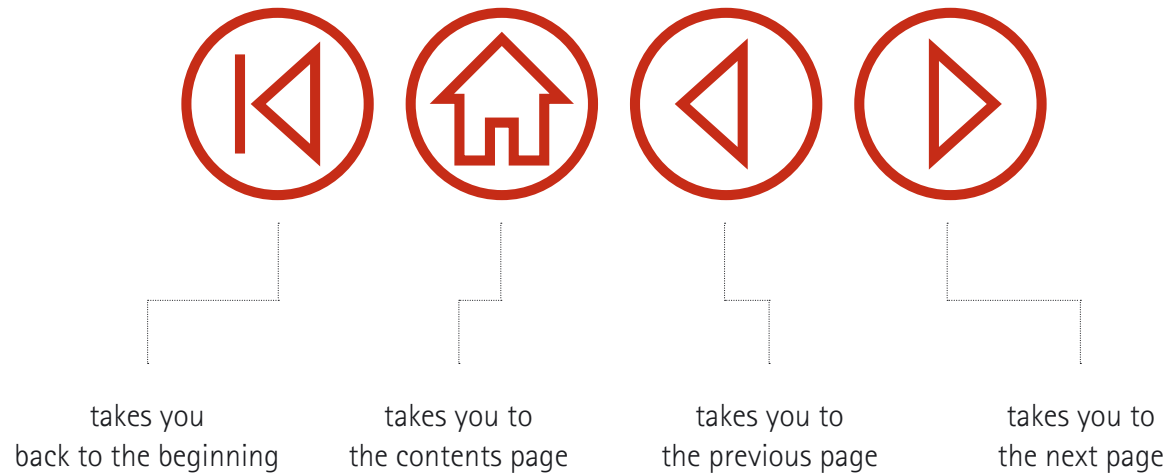 takes you
back to the beginning
takes you to
the contents page
takes you to
the previous page
takes you to
the next page